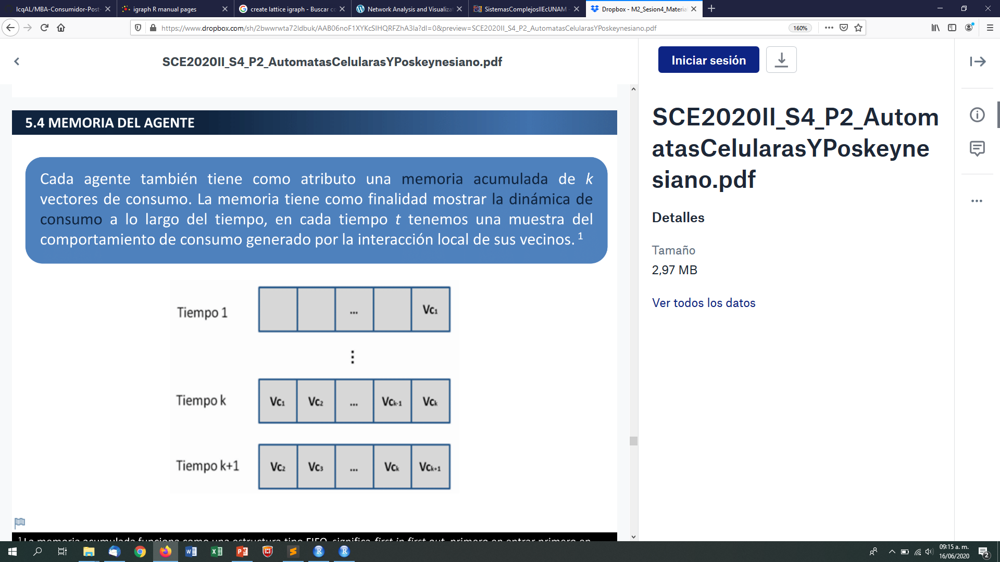 IcqAL/MBA-Consumidor-Post-
igraph R manual pages
create lattice igraph - Buscar co
Network Analysis and Visualiza
SistemasComplejosIIEcUNAM
Dropbox - M2_Sesion4_Materia
https://www.dropbox.com/sh/2bwwrwta72ldbuk/AAB06noF1XYKcSIHQRFZhA3Ia?dl=0&preview=SCE2020II_S4_P2_AutomatasCelularasYPoskeynesiano.pdf
160%
SCE2020II_S4_P2_AutomatasCelularasYPoskeynesiano.pdf
Iniciar sesión
5.4 MEMORIA DEL AGENTE
Cada agente también tiene como atributo una memoria acumulada de k
vectores de consumo. La memoria tiene como finalidad mostrar la dinámica de
consumo a lo largo del tiempo, en cada tiempo t tenemos una muestra del
comportamiento de consumo generado por la interacción local de sus vecinos. 1
Tiempo 1
... Vc1
Tiempo k
Vc1 Vc2 ... Vck-1 Vck
Tiempo k+1
Vc2 Vc3 ... Vck Vck+1
1 La memoria acumulada funciona como una estructura tipo FIFO, significa first in first out, primero en entrar primero en
SCE2020II_S4_P2_Autom
atasCelularasYPoskeyne
siano.pdf
Detalles
Tamaño
2,97 MB
Ver todos los datos
09:15 a. m.
16/06/2020
2